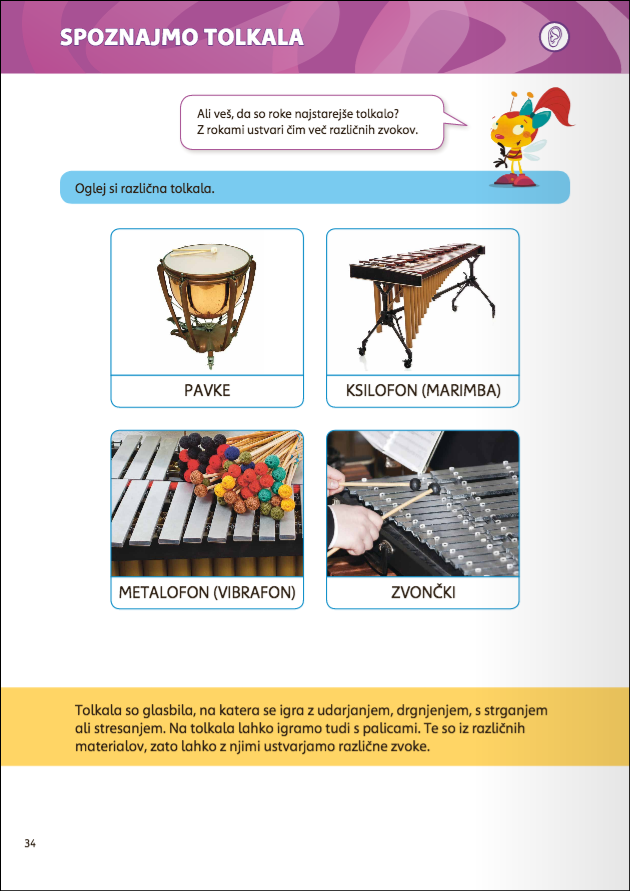 SPOZNAJMO TOLKALA
Ali veš, da so roke najstarejše tolkalo?
Z rokami ustvari čim več različnih zvokov.
Oglej si različna tolkala.
PAVKE
KSILOFON (MARIMBA)
METALOFON (VIBRAFON)
ZVONČKI
Tolkala so glasbila, na katera se igra z udarjanjem, drgnjenjem, s strganjem
ali stresanjem. Na tolkala lahko igramo tudi s palicami. Te so iz različnih
materialov, zato lahko z njimi ustvarjamo različne zvoke.
34